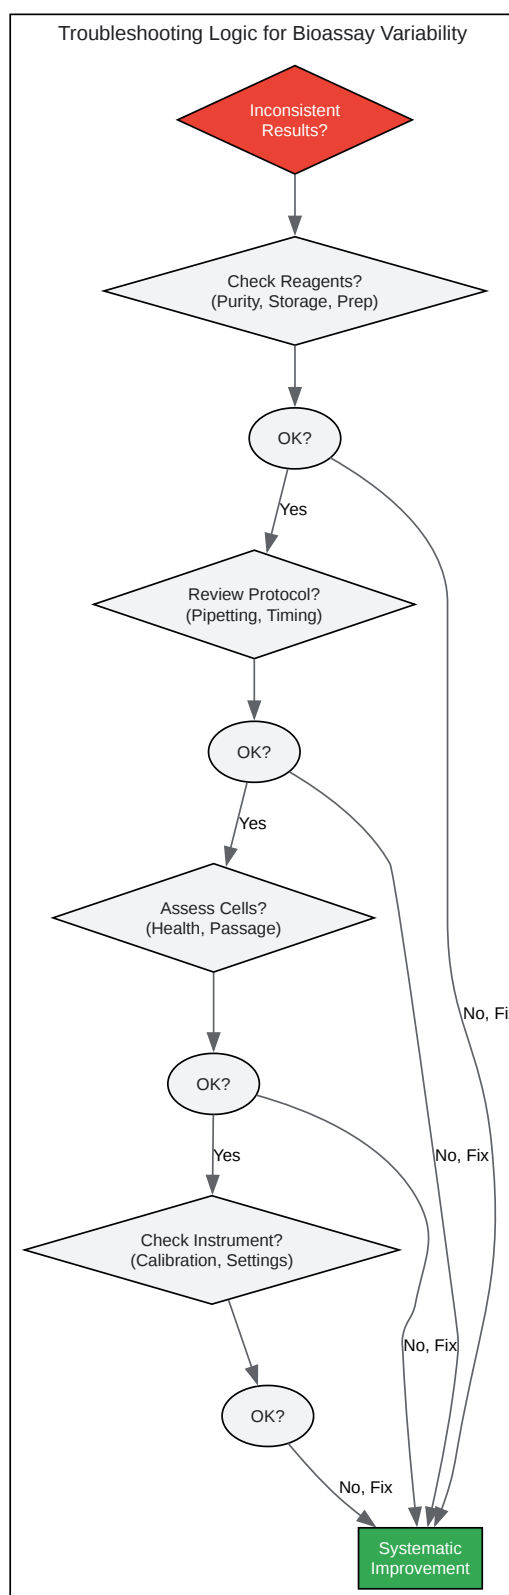 Troubleshooting Logic for Bioassay Variability
Inconsistent
Results?
Check Reagents?
(Purity, Storage, Prep)
OK?
Yes
Review Protocol?
(Pipetting, Timing)
OK?
Yes
Assess Cells?
(Health, Passage)
No, Fix
OK?
Yes
No, Fix
Check Instrument?
(Calibration, Settings)
No, Fix
OK?
No, Fix
Systematic
Improvement